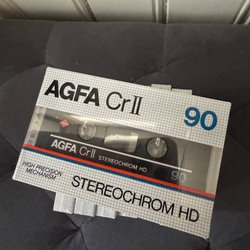 AGFA CrII
90
AGFA CrII STEREOCHROM HD
90
HIGH PRECISION
MECHANISM
STEREOCHROM HD